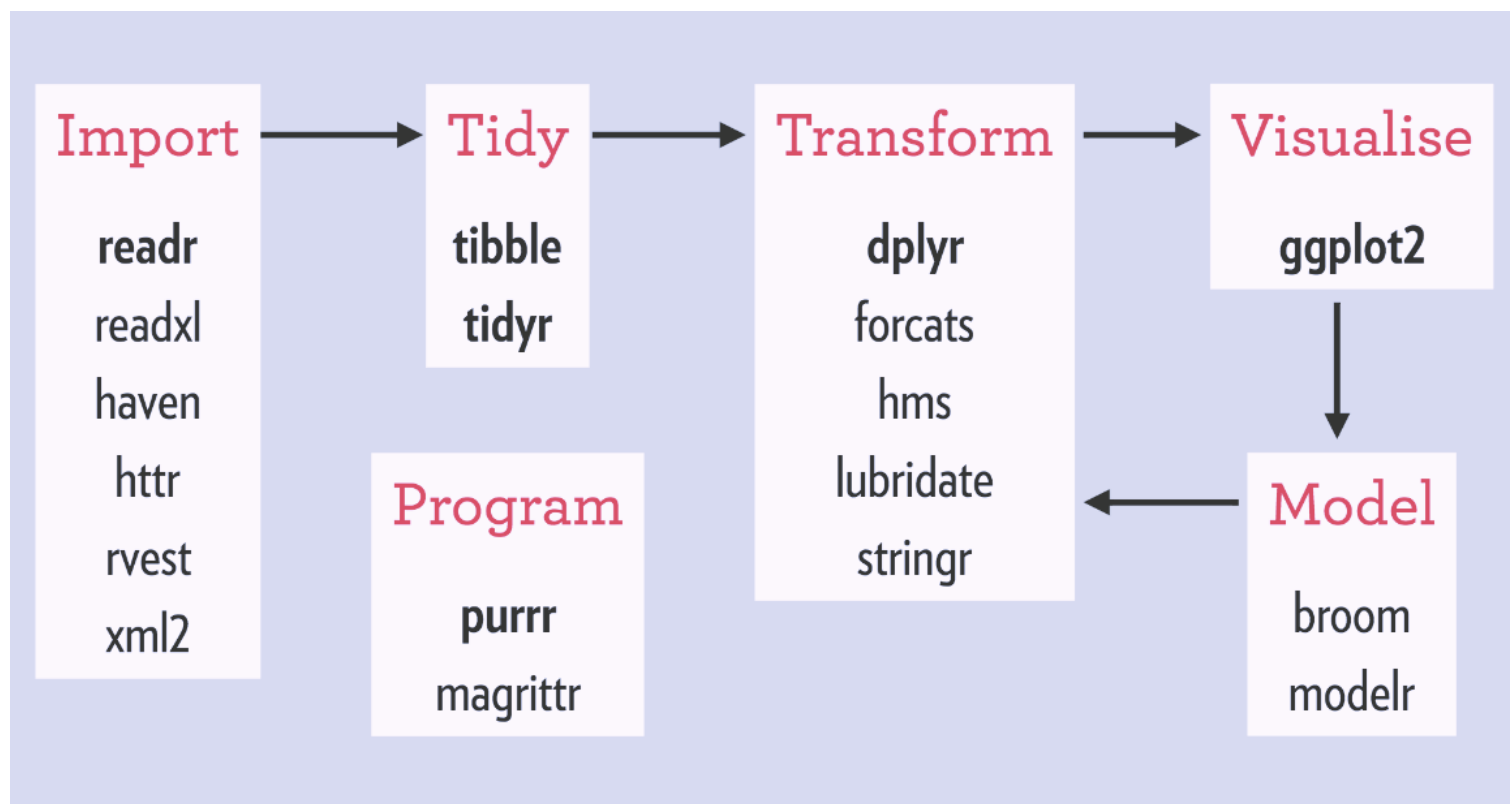 Import
readr
readxl
haven
httr
rvest
xml2
Tidy
tibble
tidyr
Program
purrr
magrittr
Transform
dplyr
forcats
hms
lubridate
stringr
Visualise
ggplot2
Model
broom
modelr